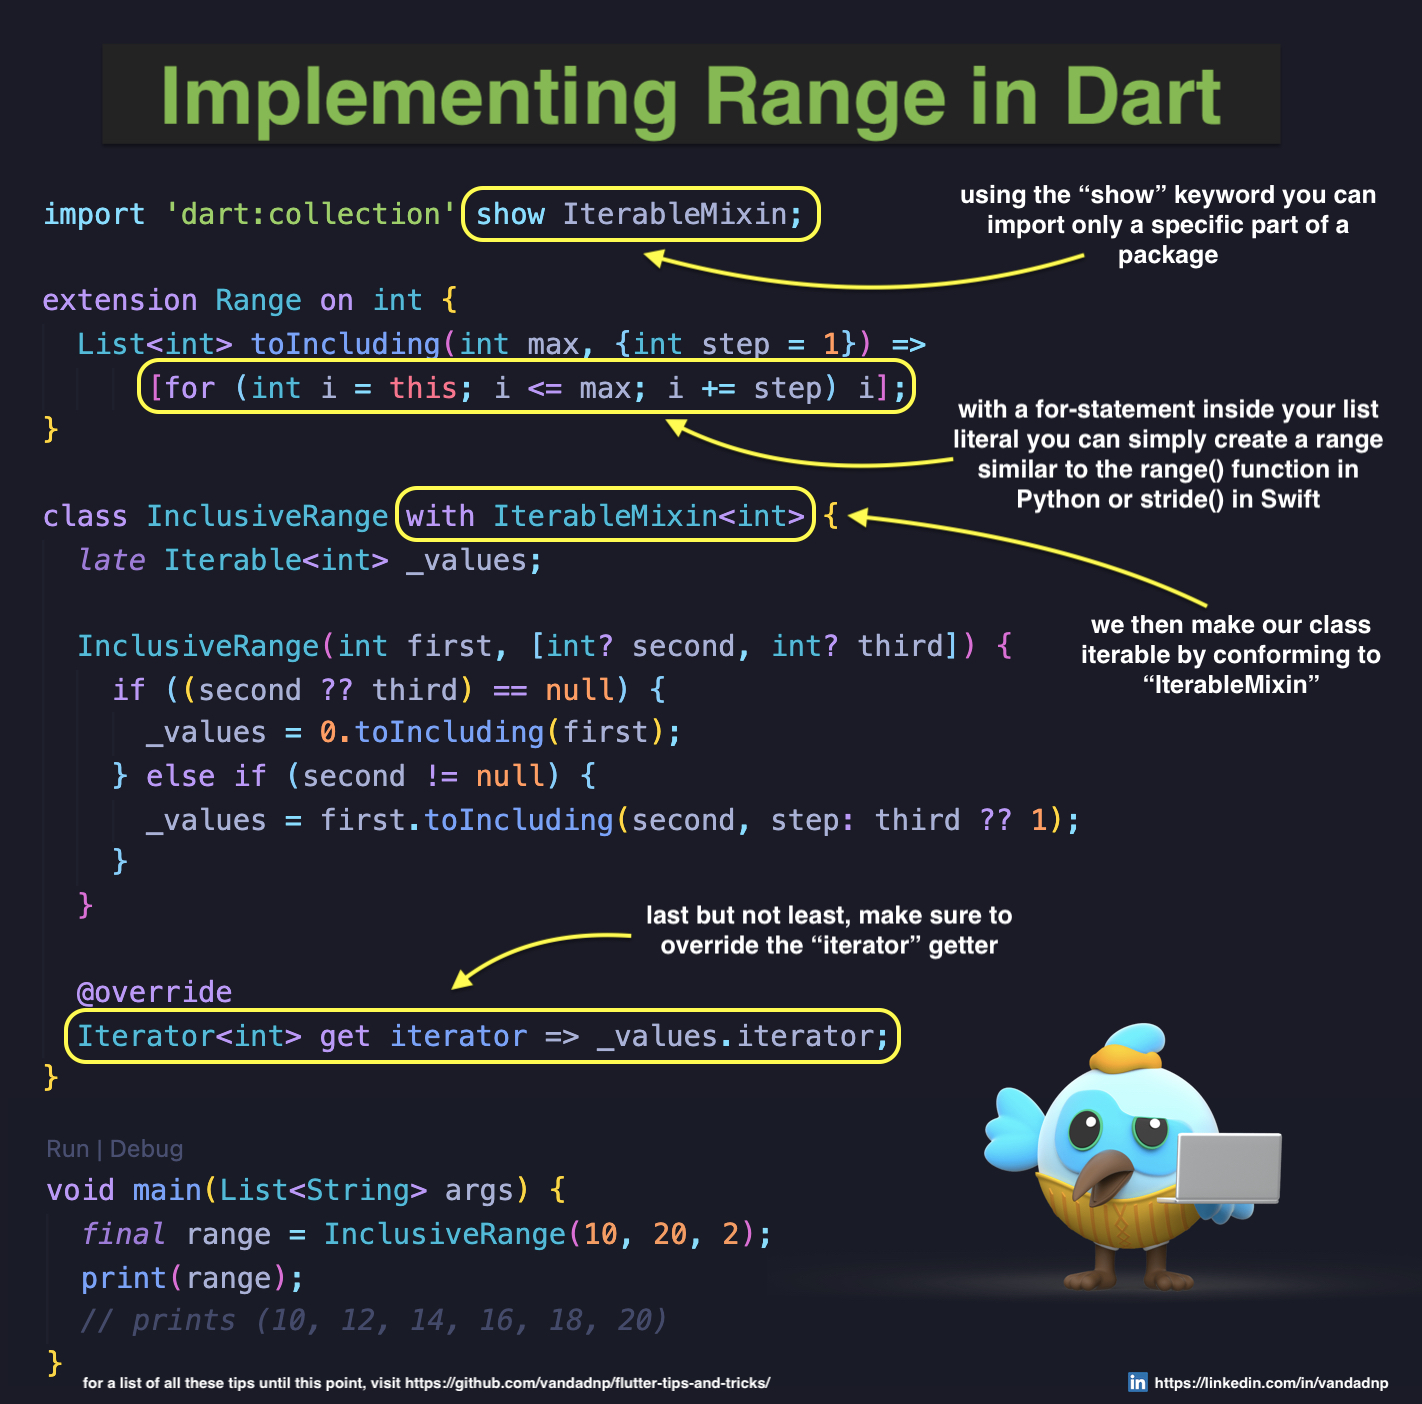 Implementing Range in Dart
import 'dart:collection' show IterableMixin;
using the “show” keyword you can
import only a specific part of a
package
extension Range on int {
  List<int> toIncluding(int max, {int step = 1}) =>
      [for (int i = this; i <= max; i += step) i];
}
with a for-statement inside your list
literal you can simply create a range
similar to the range() function in
Python or stride() in Swift
class InclusiveRange with IterableMixin<int> {
  late Iterable<int> _values;
we then make our class
iterable by conforming to
“IterableMixin”
  InclusiveRange(int first, [int? second, int? third]) {
    if ((second ?? third) == null) {
      _values = 0.toIncluding(first);
    } else if (second != null) {
      _values = first.toIncluding(second, step: third ?? 1);
    }
  }
last but not least, make sure to
override the “iterator” getter
  @override
  Iterator<int> get iterator => _values.iterator;
}
Run | Debug
void main(List<String> args) {
  final range = InclusiveRange(10, 20, 2);
  print(range);
  // prints (10, 12, 14, 16, 18, 20)
}
for a list of all these tips until this point, visit https://github.com/vandadnp/flutter-tips-and-tricks/
in https://linkedin.com/in/vandadnp